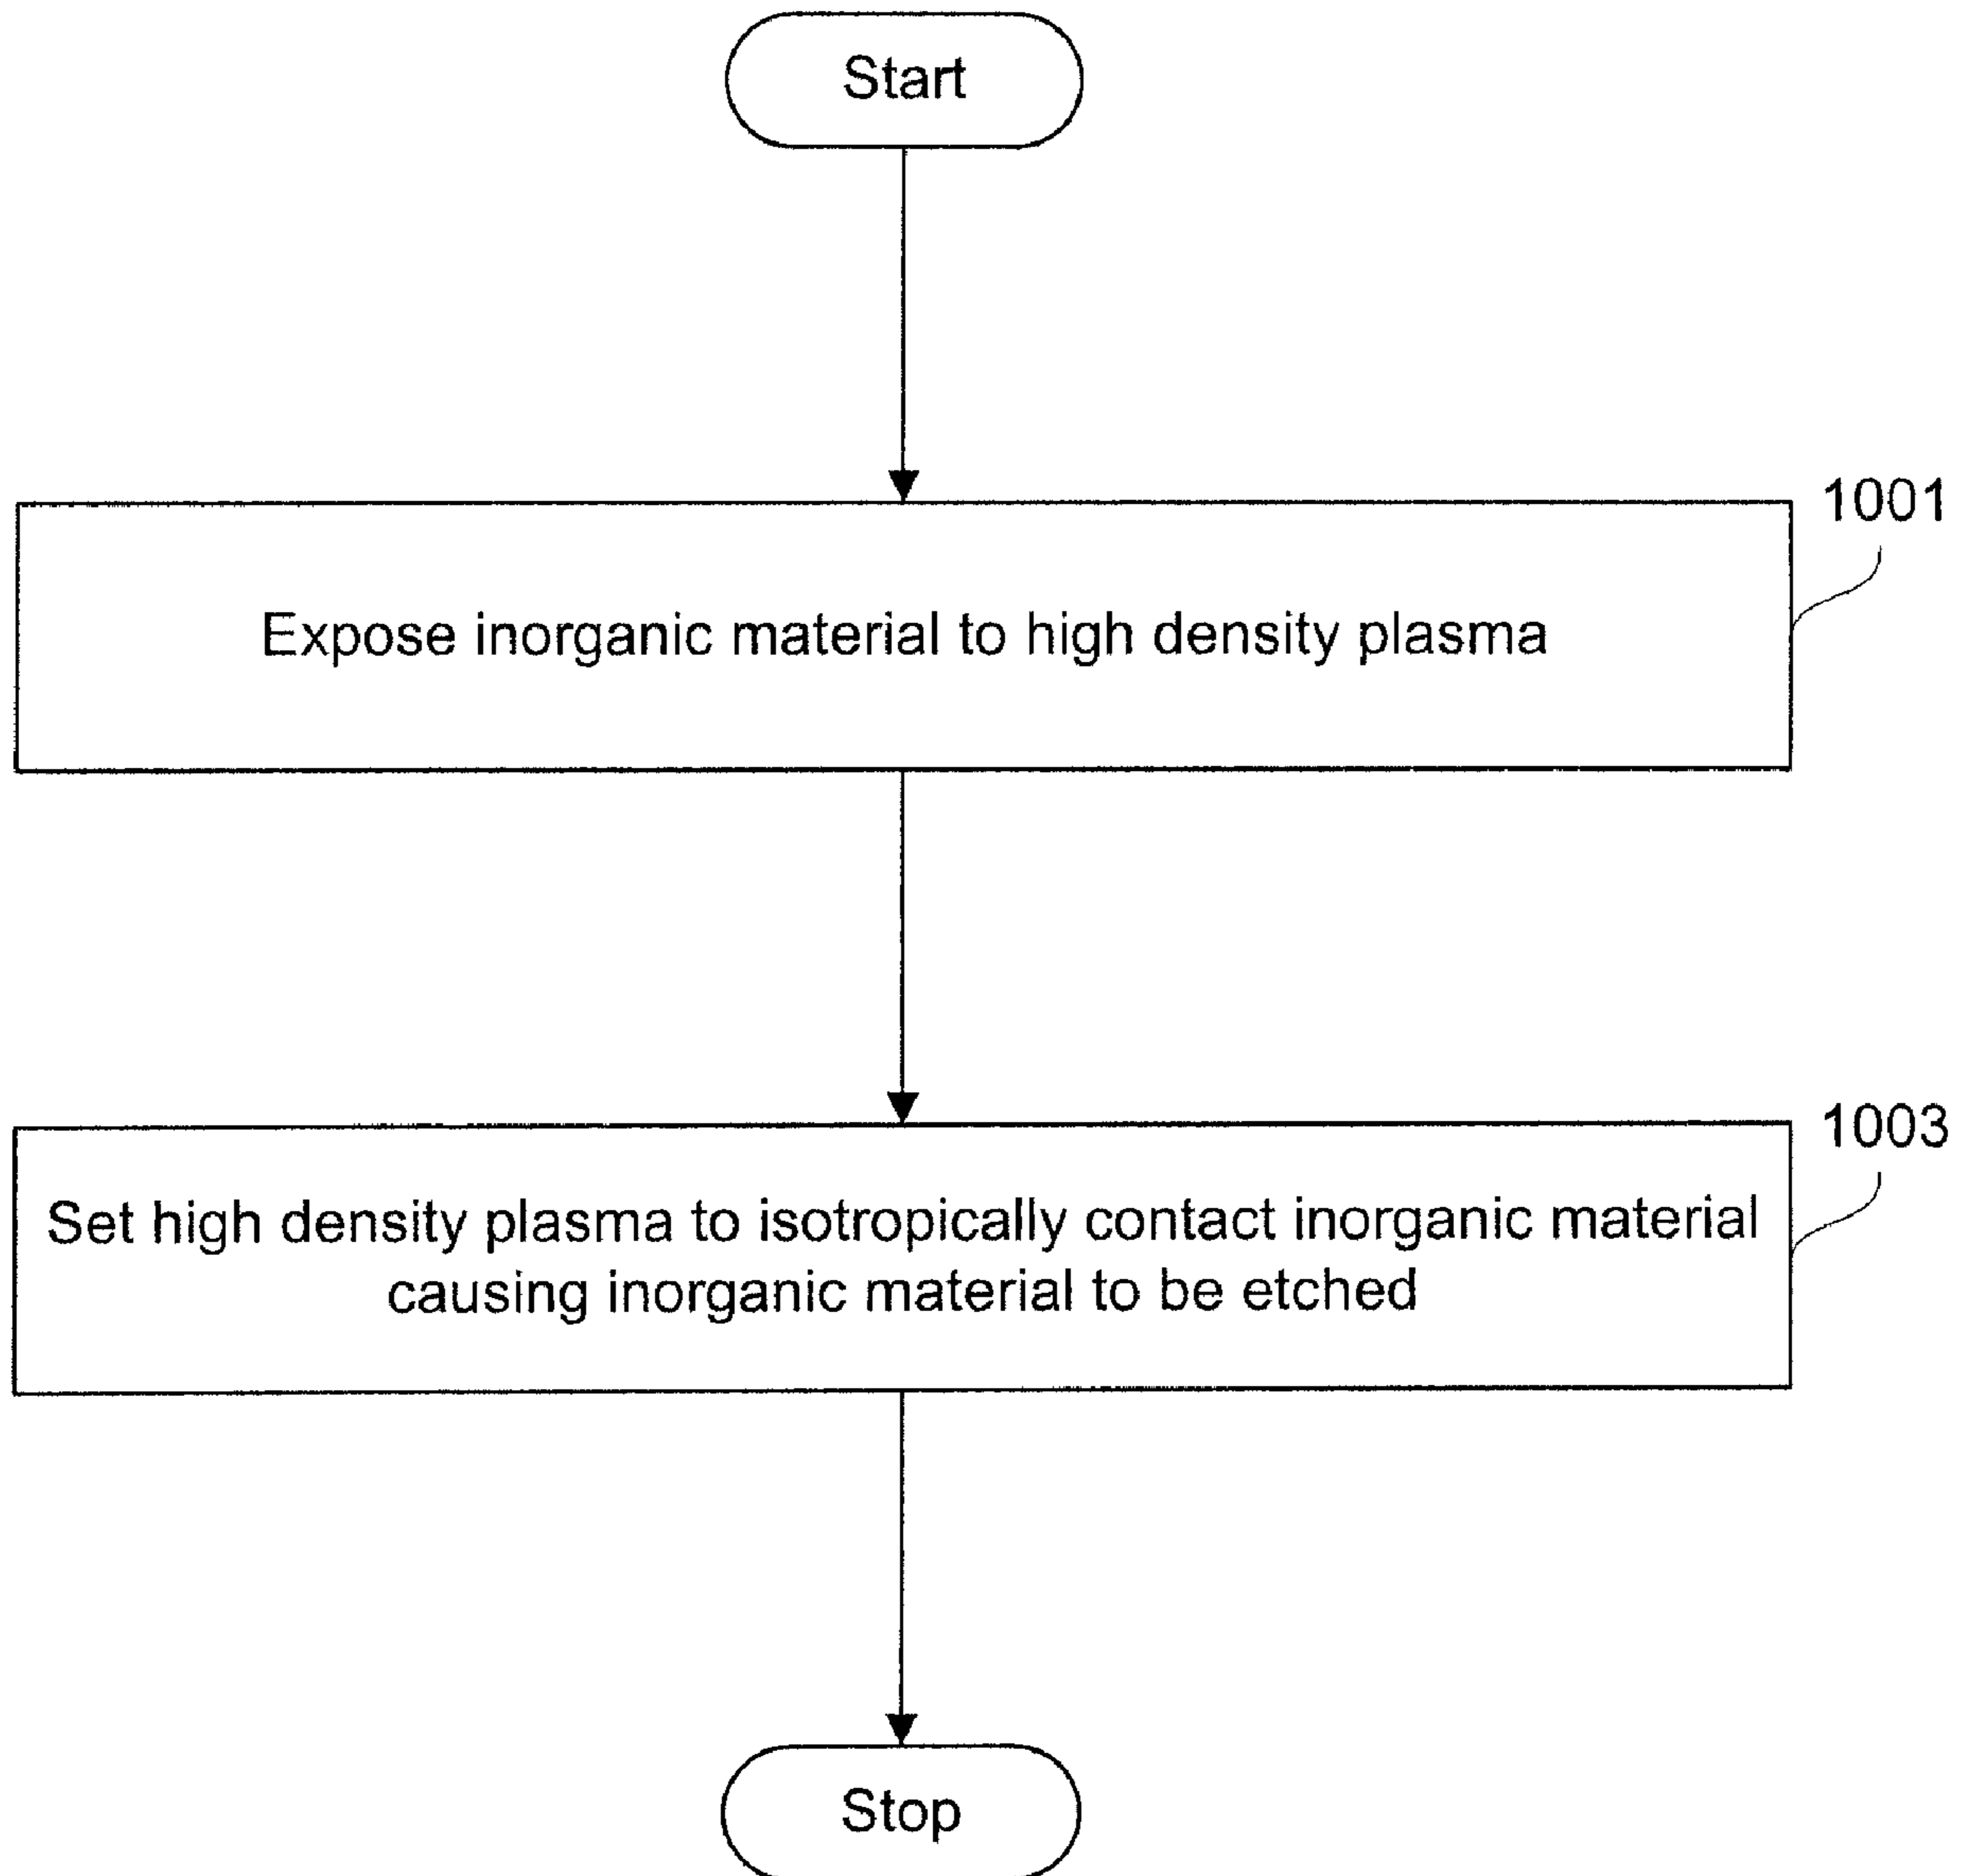 Start
1001
Expose inorganic material to high density plasma
1003
Set high density plasma to isotropically contact inorganic material
causing inorganic material to be etched
Stop